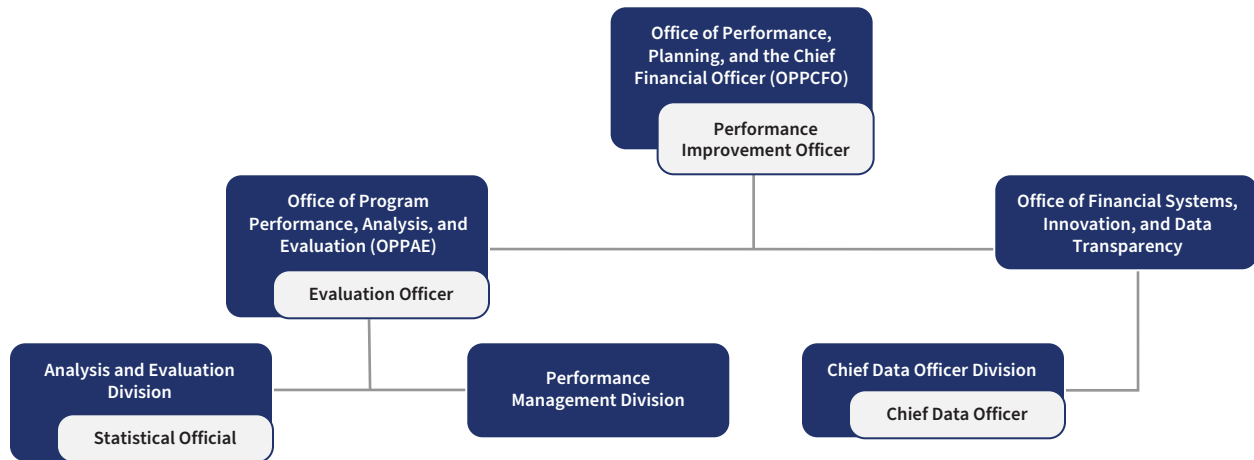 Office of Performance,
Planning, and the Chief
Financial Officer (OPPCFO)
Performance
Improvement Officer
Office of Program
Performance, Analysis, and
Evaluation (OPPAE)
Evaluation Officer
Office of Financial Systems,
Innovation, and Data
Transparency
Analysis and Evaluation
Division
Statistical Official
Performance
Management Division
Chief Data Officer Division
Chief Data Officer